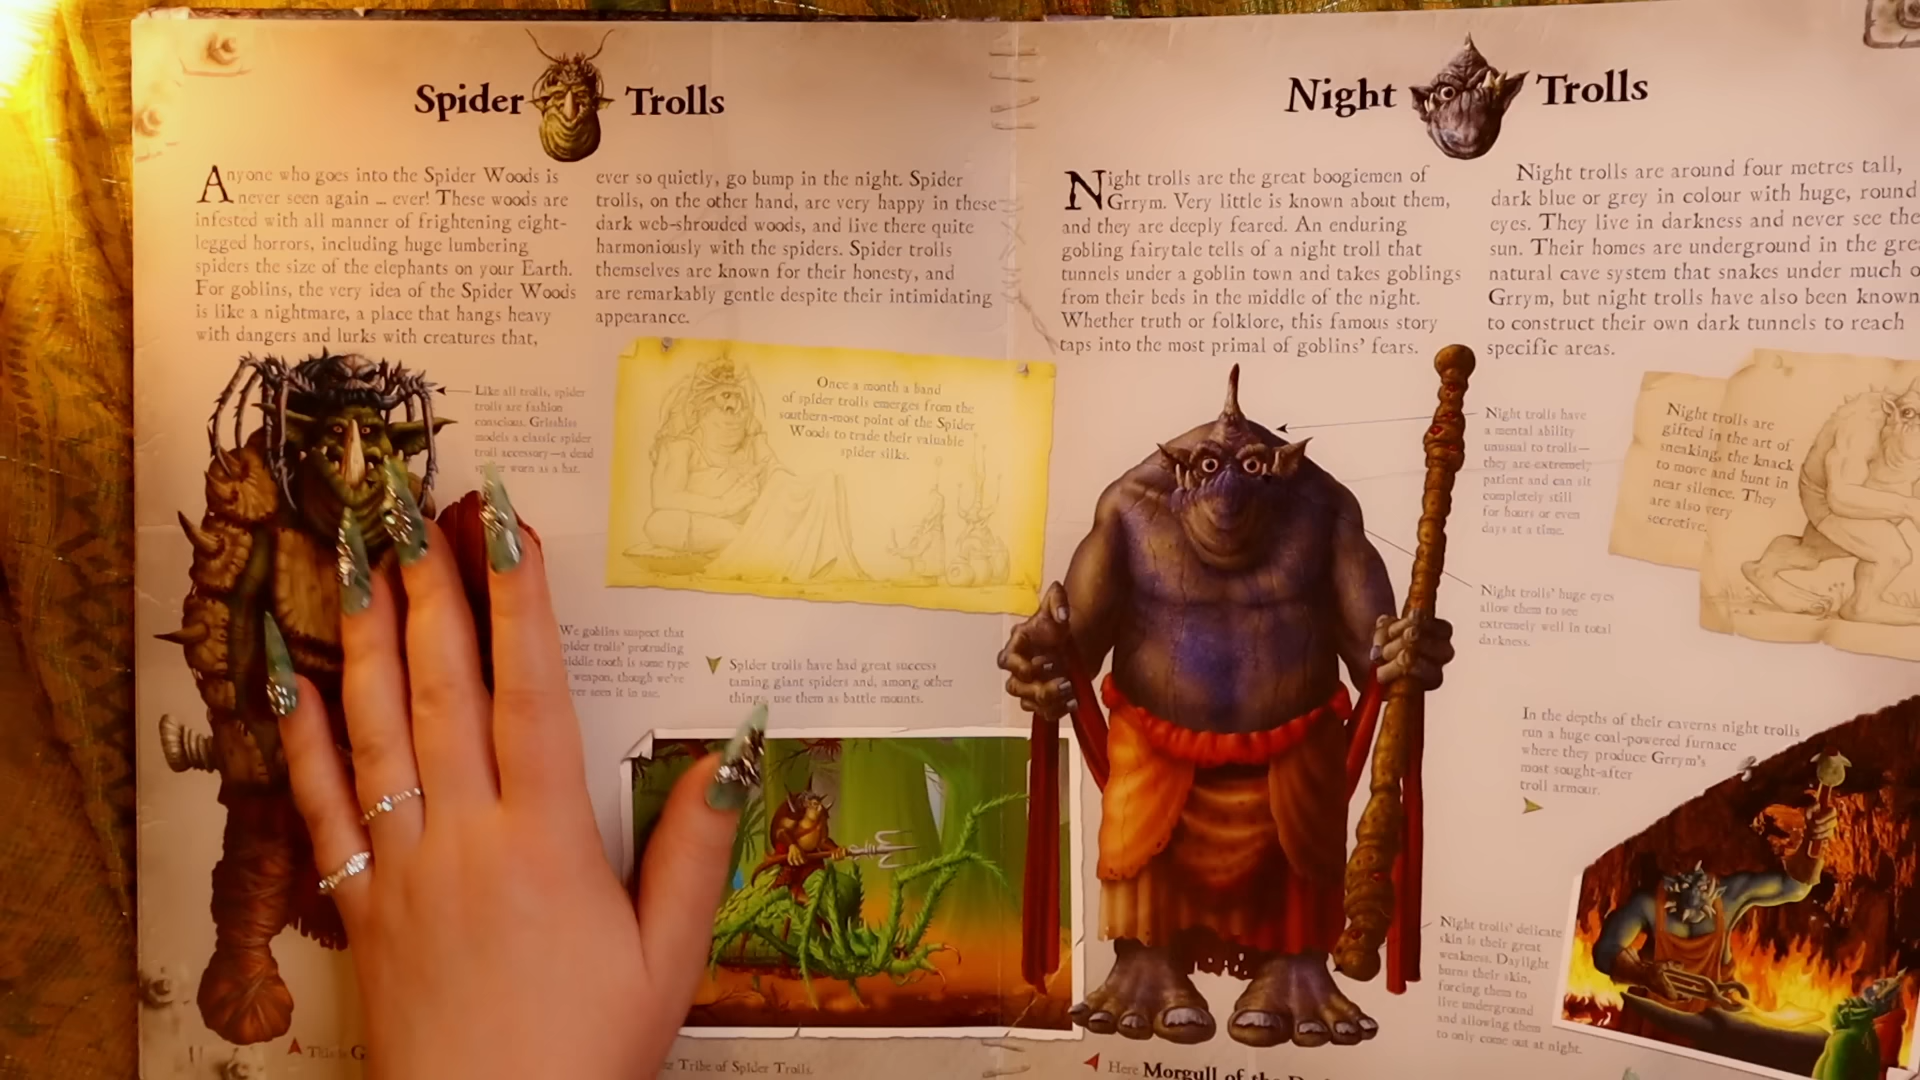 Spider Trolls
Anyone who goes into the Spider Woods is
never seen again – ever! These woods are
infested with all manner of frightening eight-
legged horrors, including huge lumbering
spiders the size of the elephants on your Earth.
For goblins, the very idea of the Spider Woods
is like a nightmare, a place that hangs heavy
with dangers and lurks with creatures that,
ever so quietly, go bump in the night. Spider
trolls, on the other hand, are very happy in these
dark web-shrouded woods, and live there quite
harmoniously with the spiders. Spider trolls
themselves are known for their honesty, and
are remarkably gentle despite their intimidating
appearance.
Like all trolls, spider
trolls are fashion
conscious. Grishliss
models a classic spider
troll accessory—a dead
spider worn as a hat.
Once a month a band
of spider trolls emerges from the
southern-most point of the Spider
Woods to trade their valuable
spider silks.
We goblins suspect that
spider trolls' protruding
middle tooth is some type
weapon, though we've
seen it in use.
Spider trolls have had great success
taming giant spiders and, among other
things, use them as battle mounts.
This is
Tribe of Spider Trolls.
Night Trolls
Night trolls are the great boogiemen of
Grrym. Very little is known about them,
and they are deeply feared. An enduring
gobling fairytale tells of a night troll that
tunnels under a goblin town and takes goblings
from their beds in the middle of the night.
Whether truth or folklore, this famous story
taps into the most primal of goblins' fears.
Night trolls are around four metres tall,
dark blue or grey in colour with huge, round
eyes. They live in darkness and never see the
sun. Their homes are underground in the
natural cave system that snakes under much
Grrym, but night trolls have also been known
to construct their own dark tunnels to reach
specific areas.
Night trolls have
a mental ability
unusual to trolls—
they are extremely
patient and can sit
completely still
for hours or even
days at a time.
Night trolls are
gifted in the art of
sneaking, the knack
to move and hunt in
near silence. They
are also very
secretive.
Night trolls' huge eyes
allow them to see
extremely well in total
darkness.
In the depths of their caverns night trolls
run a huge coal-powered furnace
where they produce Grrym's
most sought-after
troll armour.
Night trolls' delicate
skin is their great
weakness. Daylight
burns their skin,
forcing them to
live underground
and allowing them
to only come out at night.
Here Morgull of the